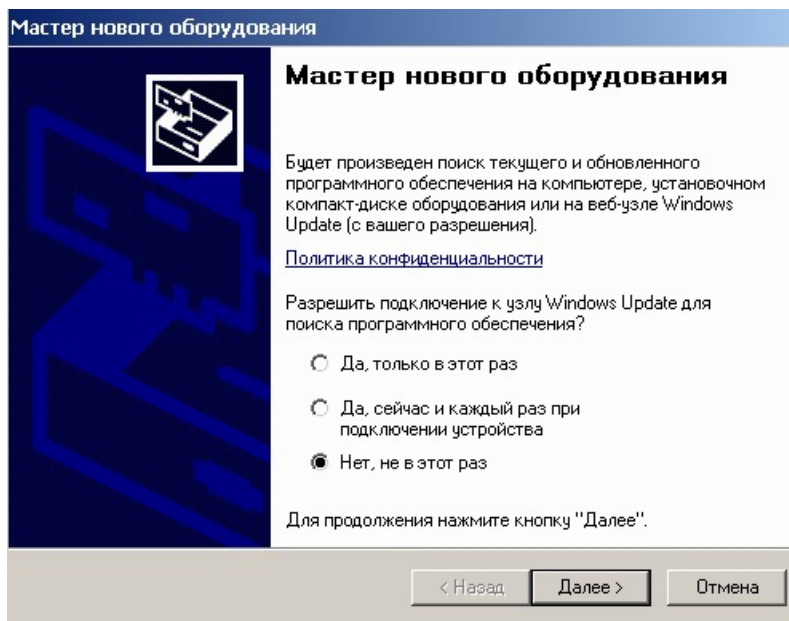 Мастер нового оборудования
Мастер нового оборудования
Будет произведен поиск текущего и обновленного
программного обеспечения на компьютере, установочном
компакт-диске оборудования или на веб-узле Windows
Update (с вашего разрешения).
Политика конфиденциальности
Разрешить подключение к узлу Windows Update для
поиска программного обеспечения?
Да, только в этот раз
Да, сейчас и каждый раз при
подключении устройства
Нет, не в этот раз
Для продолжения нажмите кнопку "Далее".
< Назад Далее > Отмена